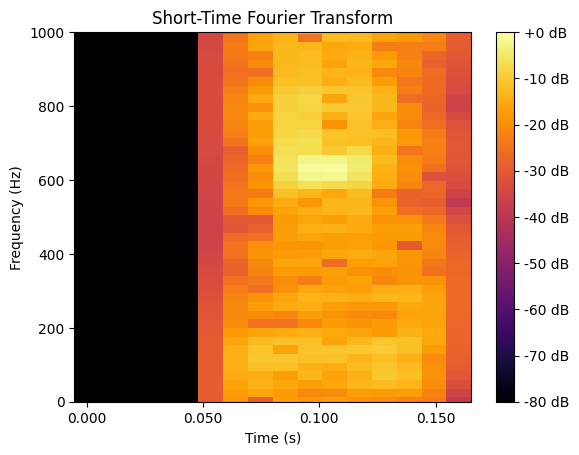 Short-Time Fourier Transform
1000
800
600
400
200
0
Frequency (Hz)
0.000
0.050
0.100
0.150
Time (s)
+0 dB
-10 dB
-20 dB
-30 dB
-40 dB
-50 dB
-60 dB
-70 dB
-80 dB